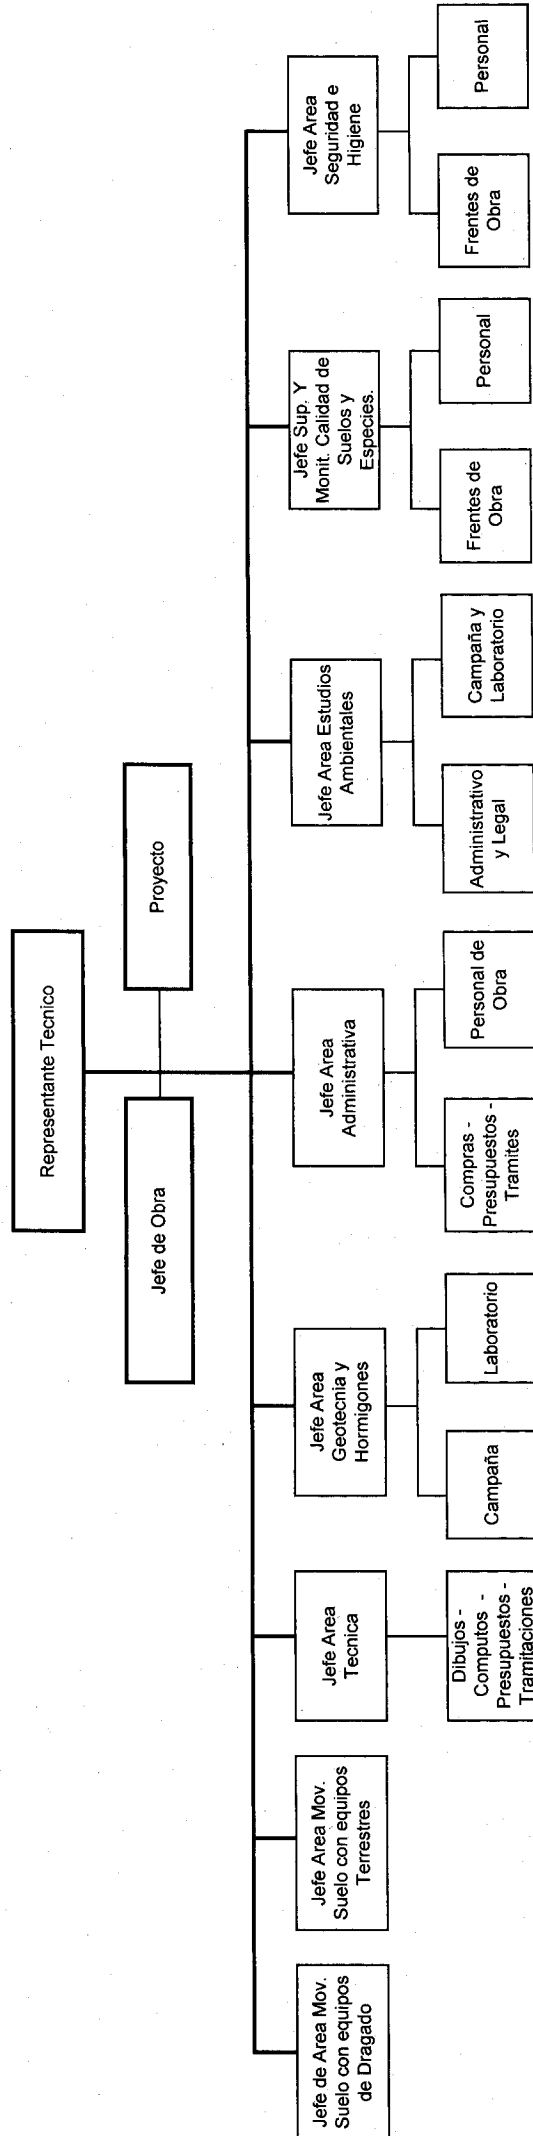 Representante Tecnico
Jefe de Obra
Proyecto
Jefe de Area Mov.
Suelo con equipos
de Dragado
Jefe Area Mov.
Suelo con equipos
Terrestres
Jefe Area
Tecnica
Jefe Area
Geotecnia y
Hormigones
Jefe Area
Administrativa
Jefe Area Estudios
Ambientales
Jefe Sup. Y
Monit. Calidad de
Suelos y
Especies.
Jefe Area
Seguridad e
Higiene
Dibujos -
Computos -
Presupuestos -
Tramitaciones
Campaña
Laboratorio
Compras -
Presupuestos -
Tramites
Personal de
Obra
Administrativo
y Legal
Campaña y
Laboratorio
Frentes de
Obra
Personal
Frentes de
Obra
Personal